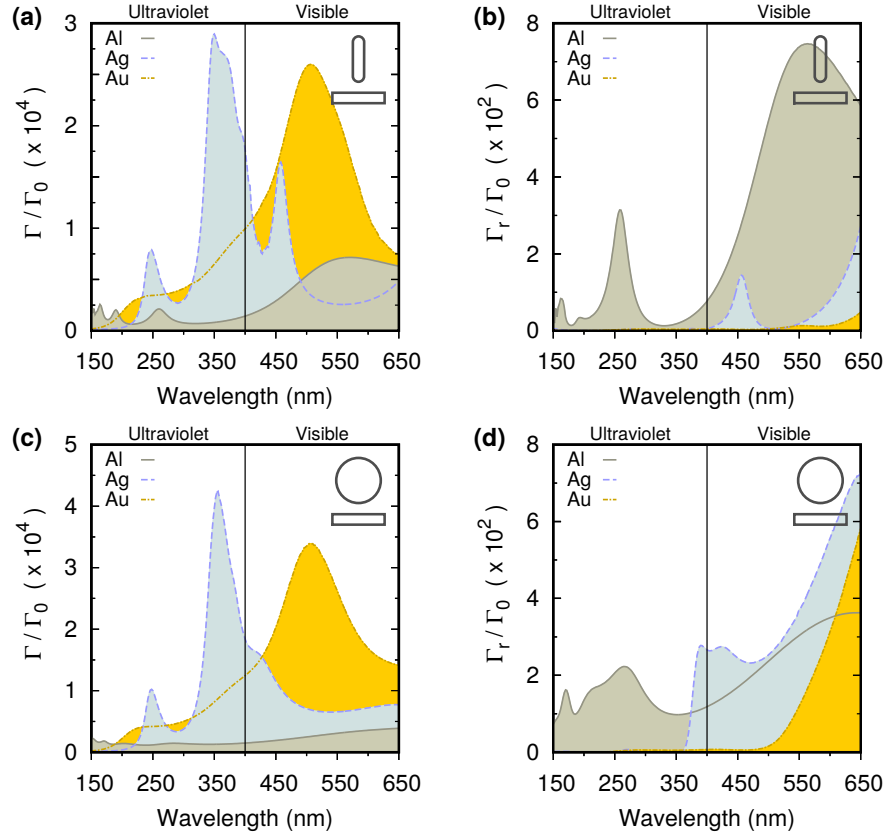 (a) Ultraviolet Visible
Al
Ag
Au
Γ / Γ0 ( x 10^4)
3
2
1
0
150 250 350 450 550 650
Wavelength (nm)
(b) Ultraviolet Visible
Al
Ag
Au
Γr / Γ0 ( x 10^2)
8
6
4
2
0
150 250 350 450 550 650
Wavelength (nm)
(c) Ultraviolet Visible
Al
Ag
Au
Γ / Γ0 ( x 10^4)
5
4
3
2
1
0
150 250 350 450 550 650
Wavelength (nm)
(d) Ultraviolet Visible
Al
Ag
Au
Γr / Γ0 ( x 10^2)
8
6
4
2
0
150 250 350 450 550 650
Wavelength (nm)